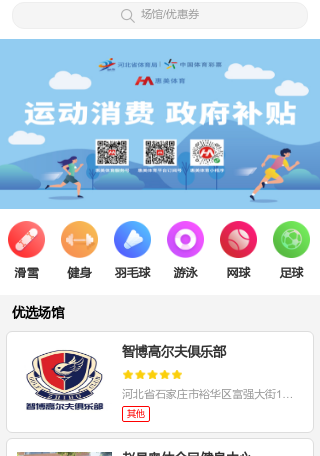 场馆/优惠券
河北省体育局
中国体育彩票
惠美体育
运动消费 政府补贴
滑雪
健身
羽毛球
游泳
网球
足球
优选场馆
智博高尔夫俱乐部
河北省石家庄市裕华区富强大街1…
其他
ZHIBO
智博高尔夫俱乐部